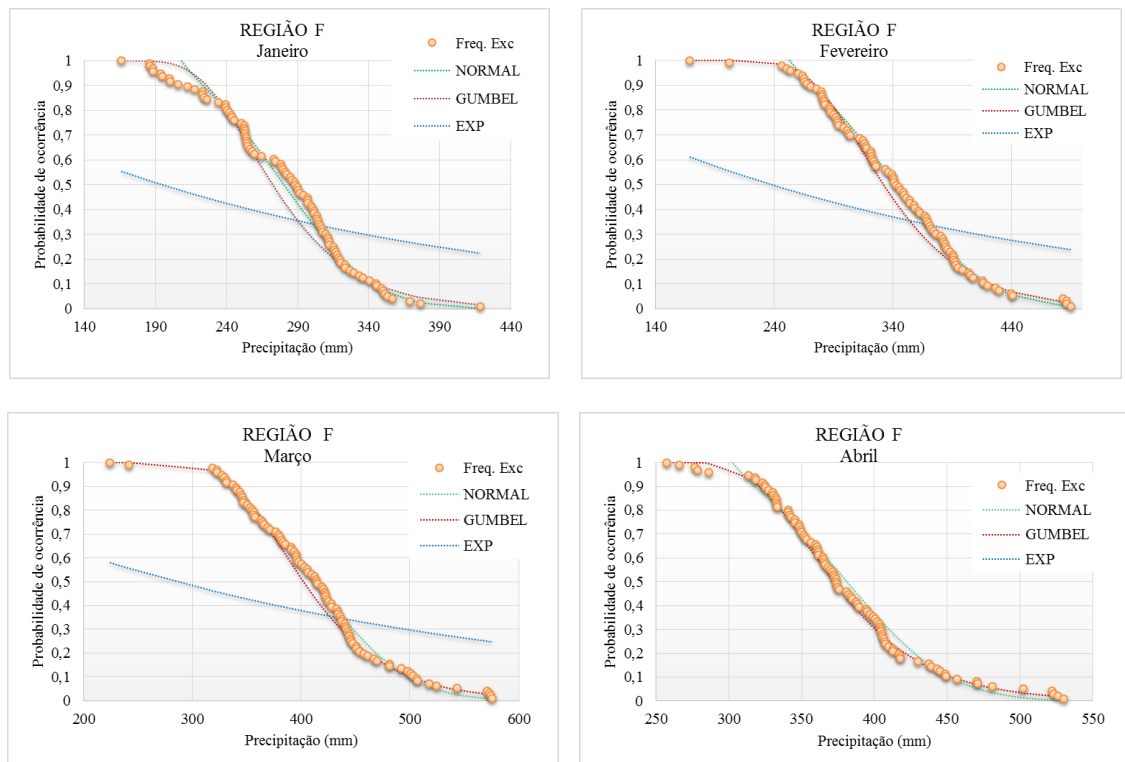 REGIÃO F
Janeiro
Probabilidade de ocorrência
1
0,9
0,8
0,7
0,6
0,5
0,4
0,3
0,2
0,1
0
140 190 240 290 340 390 440
Precipitação (mm)
Freq. Exc
NORMAL
GUMBEL
EXP
REGIÃO F
Fevereiro
Probabilidade de ocorrência
1
0,9
0,8
0,7
0,6
0,5
0,4
0,3
0,2
0,1
0
140 240 340 440
Precipitação (mm)
Freq. Exc
NORMAL
GUMBEL
EXP
REGIÃO F
Março
Probabilidade de ocorrência
1
0,9
0,8
0,7
0,6
0,5
0,4
0,3
0,2
0,1
0
200 300 400 500 600
Precipitação (mm)
Freq. Exc
NORMAL
GUMBEL
EXP
REGIÃO F
Abril
Probabilidade de ocorrência
1
0,9
0,8
0,7
0,6
0,5
0,4
0,3
0,2
0,1
0
250 300 350 400 450 500 550
Precipitação (mm)
Freq. Exc
NORMAL
GUMBEL
EXP